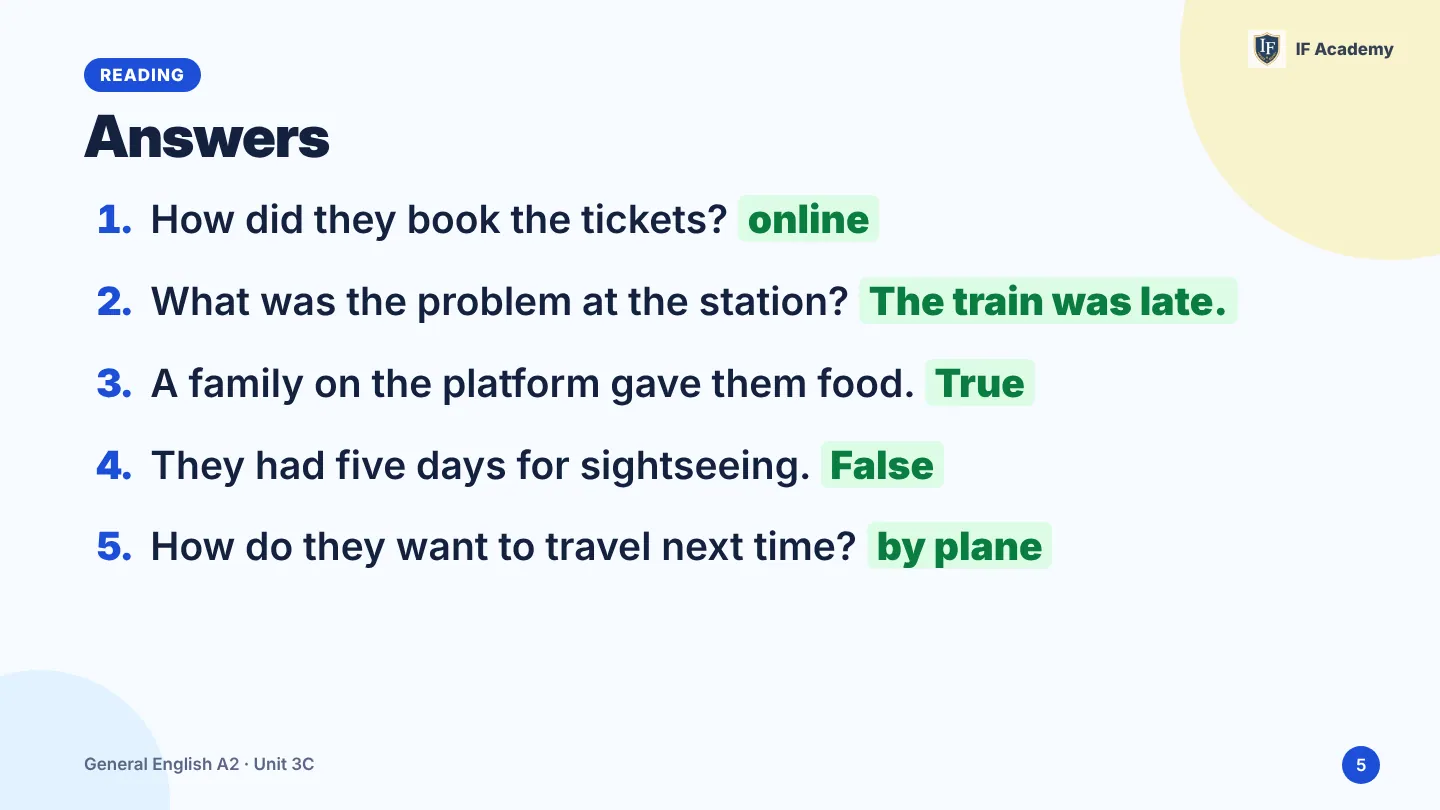 IF
IF Academy
READING
Answers
1. How did they book the tickets? online
2. What was the problem at the station? The train was late.
3. A family on the platform gave them food. True
4. They had five days for sightseeing. False
5. How do they want to travel next time? by plane
General English A2 · Unit 3C
5